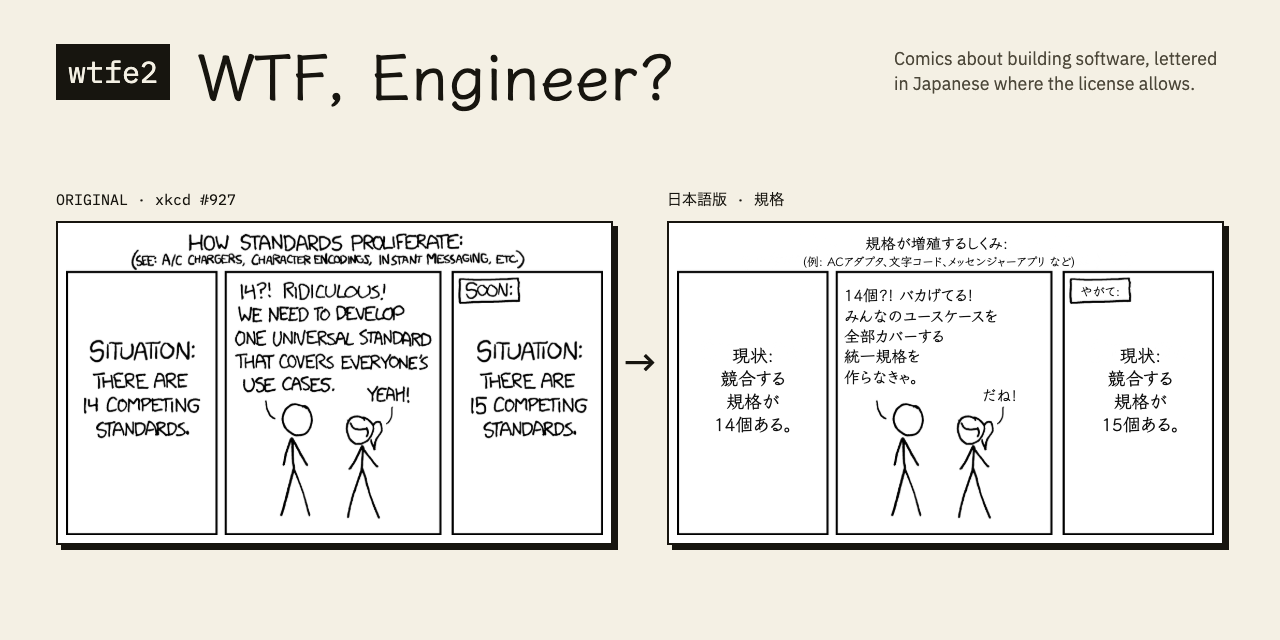 wtfe2
WTF, Engineer?
Comics about building software, lettered
in Japanese where the license allows.
ORIGINAL · xkcd #927
HOW STANDARDS PROLIFERATE:
(SEE: A/C CHARGERS, CHARACTER ENCODINGS, INSTANT MESSAGING, ETC.)
SITUATION:
THERE ARE
14 COMPETING
STANDARDS.
14?! RIDICULOUS!
WE NEED TO DEVELOP
ONE UNIVERSAL STANDARD
THAT COVERS EVERYONE'S
USE CASES.
YEAH!
SOON:
SITUATION:
THERE ARE
15 COMPETING
STANDARDS.
→
日本語版 · 規格
規格が増殖するしくみ:
(例: ACアダプタ、文字コード、メッセンジャーアプリ など)
現状:
競合する
規格が
14個ある。
14個?! バカげてる!
みんなのユースケースを
全部カバーする
統一規格を
作らなきゃ。
だね!
やがて:
現状:
競合する
規格が
15個ある。